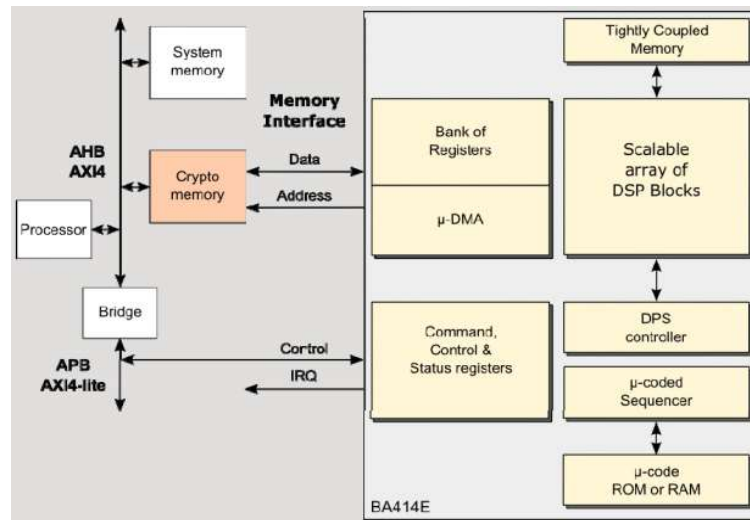 System
memory
Memory
Interface
AHB
AXI4
Crypto
memory
Data
Address
Processor
Bridge
Control
APB
AXI4-lite
IRQ
Tightly Coupled
Memory
Bank of
Registers
μ-DMA
Scalable
array of
DSP Blocks
Command,
Control &
Status registers
DPS
controller
μ-coded
Sequencer
μ-code
ROM or RAM
BA414E